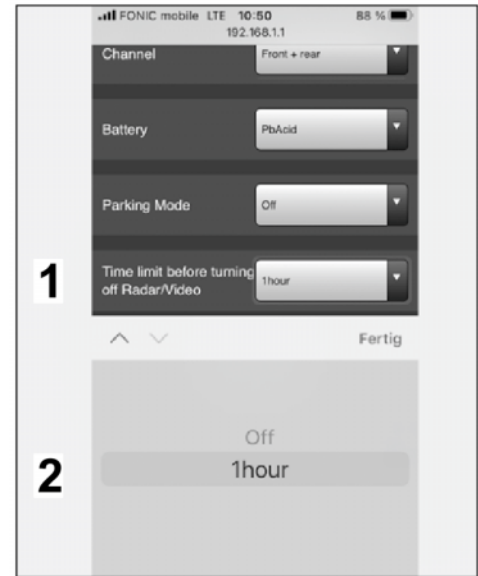 FONIC mobile LTE 10:50 88 %
192.168.1.1
Channel Front + rear
Battery PbAcid
Parking Mode Off
1
Time limit before turning
off Radar/Video
1hour
Fertig
Off
2
1hour